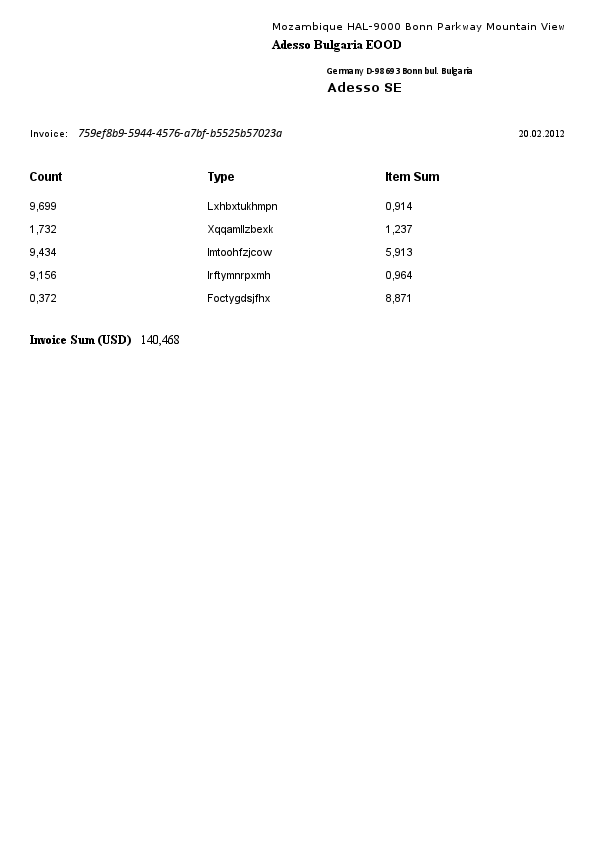 Mozambique HAL-9000 Bonn Parkway Mountain View
Adesso Bulgaria EOOD
Germany D-98693 Bonn bul. Bulgaria
Adesso SE
Invoice: 759ef8b9-5944-4576-a7bf-b5525b57023a 20.02.2012
Count Type Item Sum
9,699 Lxhbxtukhmpn 0,914
1,732 Xqqamllzbexk 1,237
9,434 Imtoohfzjcow 5,913
9,156 Irftymnrpxmh 0,964
0,372 Foctygdsjfhx 8,871
Invoice Sum (USD) 140,468